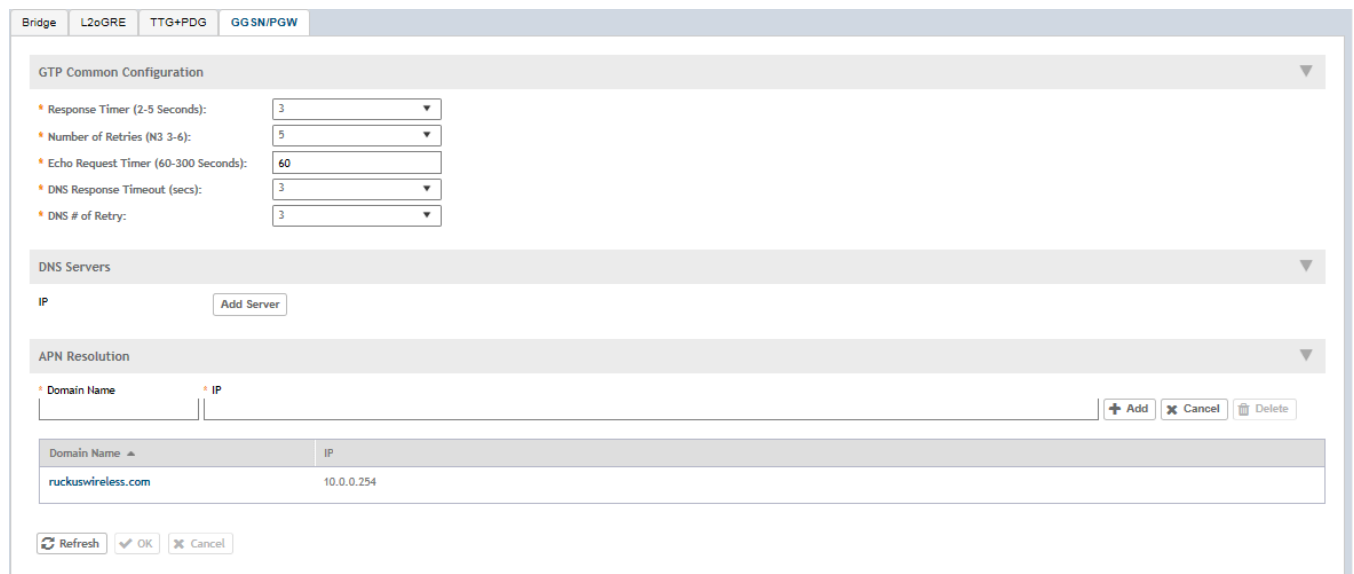 Bridge L2oGRE TTG+PDG GGSN/PGW
GTP Common Configuration
* Response Timer (2-5 Seconds): 3
* Number of Retries (N3 3-6): 5
* Echo Request Timer (60-300 Seconds): 60
* DNS Response Timeout (secs): 3
* DNS # of Retry: 3
DNS Servers
IP Add Server
APN Resolution
* Domain Name * IP
Add Cancel Delete
Domain Name IP
ruckuswireless.com 10.0.0.254
Refresh OK Cancel